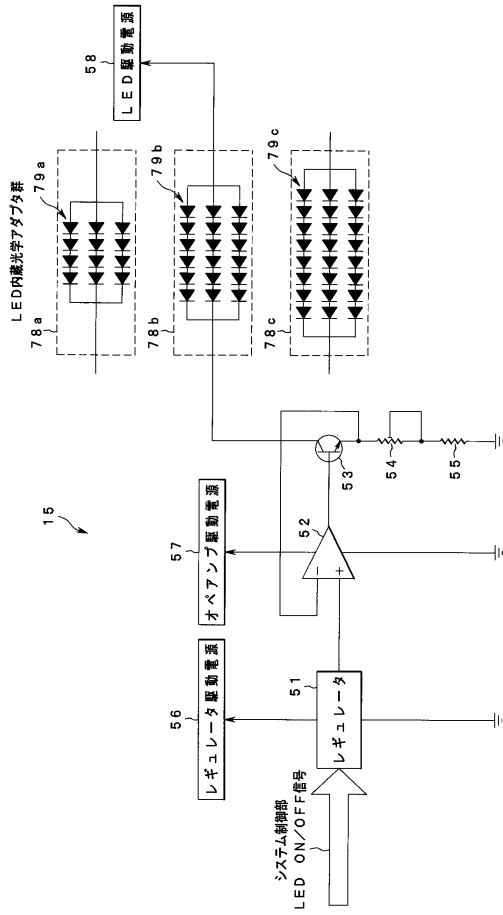 15
LED内蔵光学アダプタ群
78a
79a
78b
79b
78c
79c
58
LED駆動電源
57
オペアンプ駆動電源
56
レギュレータ駆動電源
52
−
+
53
54
55
51
レギュレータ
システム制御部
LED ON/OFF信号